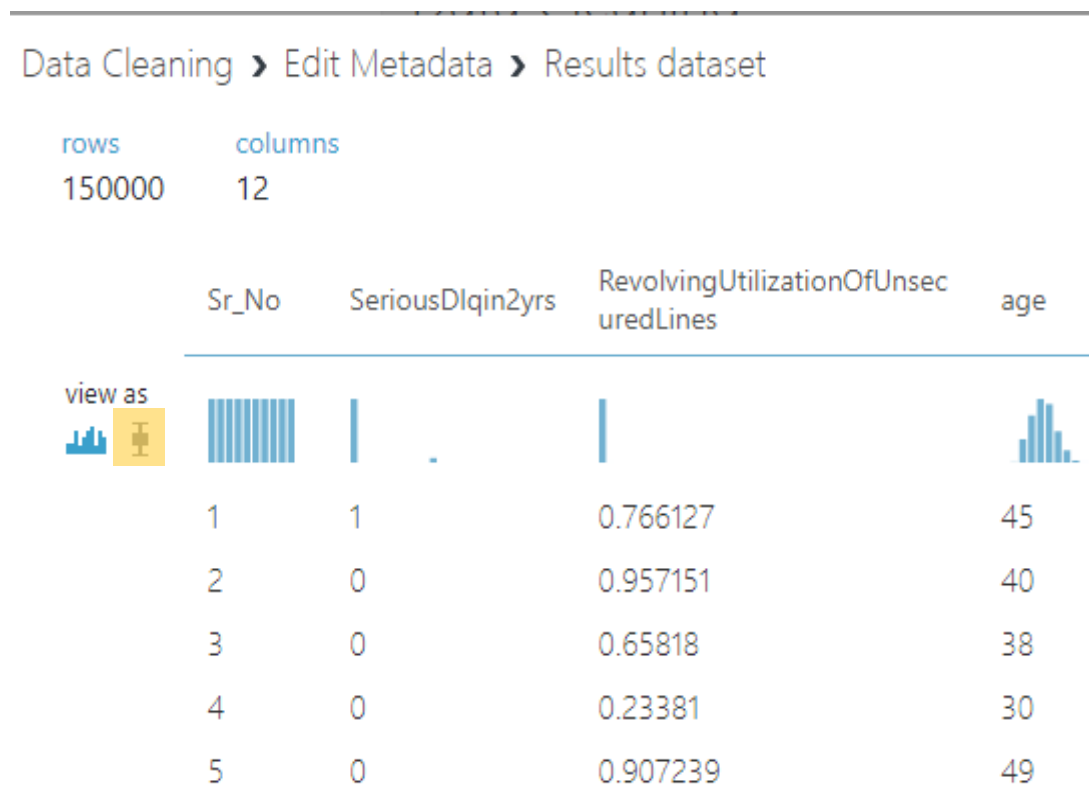 Data Cleaning › Edit Metadata › Results dataset
rows columns
150000 12
Sr_No SeriousDlqin2yrs RevolvingUtilizationOfUnsec
uredLines age
view as
1 1 0.766127 45
2 0 0.957151 40
3 0 0.65818 38
4 0 0.23381 30
5 0 0.907239 49